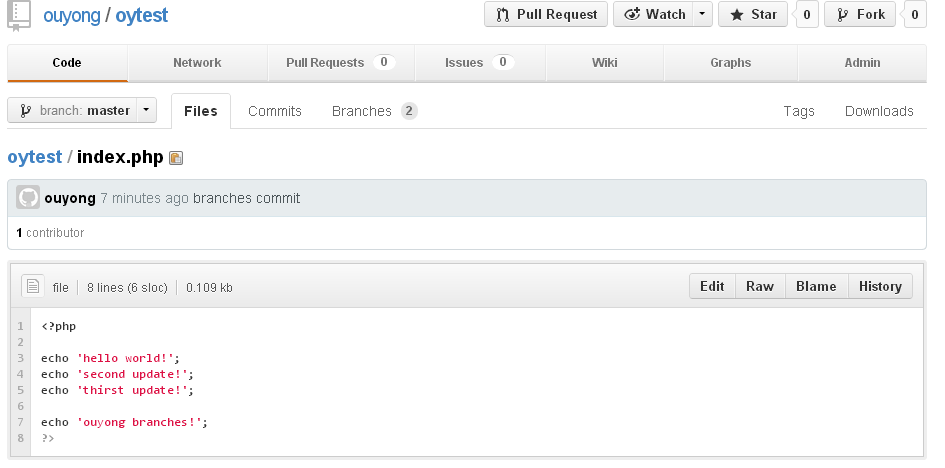 ouyong / oytest Pull Request Watch Star 0 Fork 0
Code Network Pull Requests 0 Issues 0 Wiki Graphs Admin
branch: master Files Commits Branches 2 Tags Downloads
oytest / index.php
ouyong 7 minutes ago branches commit
1 contributor
file 8 lines (6 sloc) 0.109 kb Edit Raw Blame History
1 <?php
2
3 echo 'hello world!';
4 echo 'second update!';
5 echo 'thirst update!';
6
7 echo 'ouyong branches!';
8 ?>